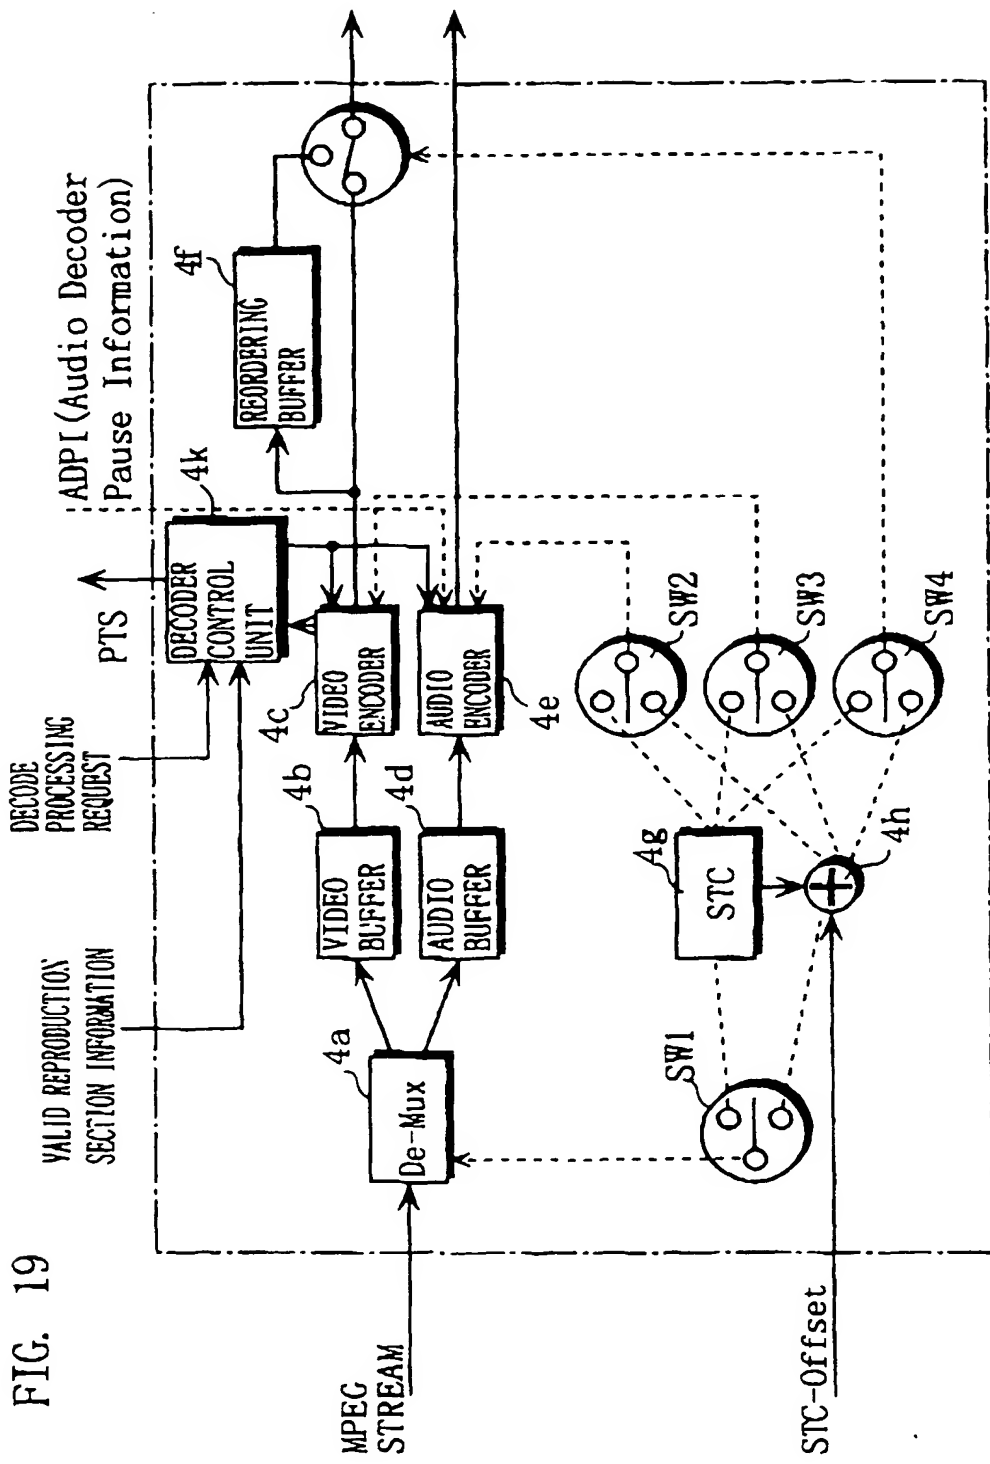 FIG. 19
VALID REPRODUCTION
SECTION INFORMATION
DECODE
PROCESSING
REQUEST
PTS
ADPI(Audio Decoder
Pause Information)
4k
DECODER
CONTROL
UNIT
4f
REORDERING
BUFFER
MPEG
STREAM
4a
De-Mux
4b
VIDEO
BUFFER
4c
VIDEO
ENCODER
4d
AUDIO
BUFFER
4e
AUDIO
ENCODER
SW1
4g
STC
4h
SW2
SW3
SW4
STC-Offset